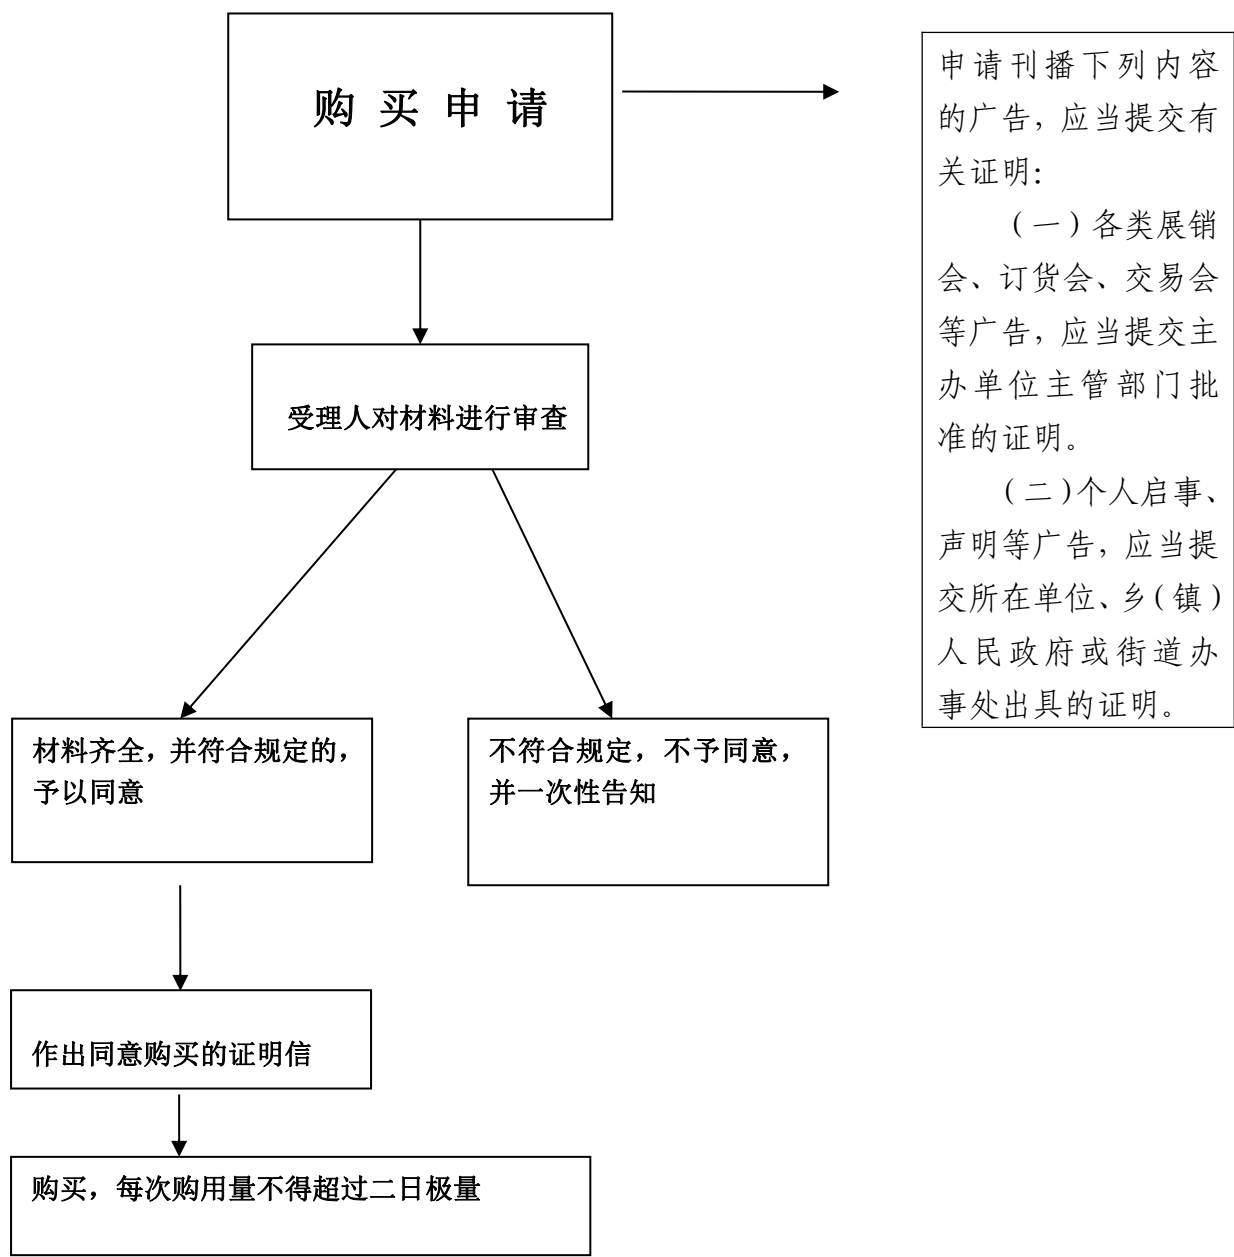 购买申请
受理人对材料进行审查
材料齐全，并符合规定的，
予以同意
不符合规定，不予同意，
并一次性告知
作出同意购买的证明信
购买，每次购用量不得超过二日极量
申请刊播下列内容
的广告，应当提交有
关证明：
（一）各类展销
会、订货会、交易会
等广告，应当提交主
办单位主管部门批
准的证明。
（二）个人启事、
声明等广告，应当提
交所在单位、乡（镇）
人民政府或街道办
事处出具的证明。